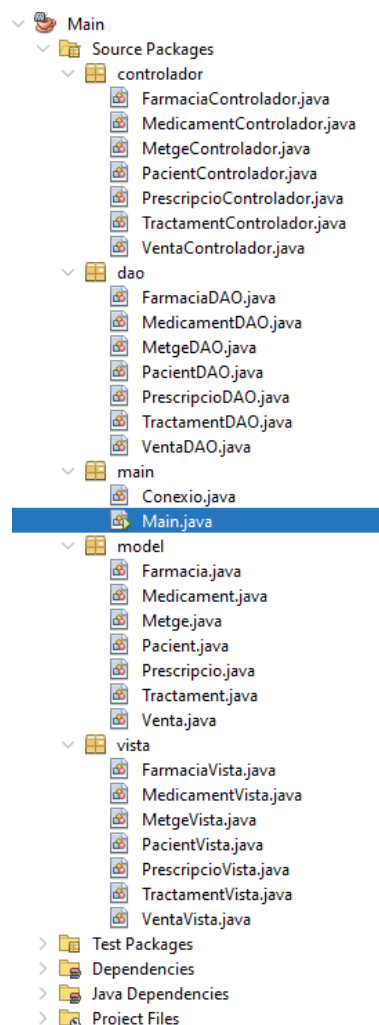 Main
Source Packages
controlador
FarmaciaControlador.java
MedicamentControlador.java
MetgeControlador.java
PacientControlador.java
PrescripcioControlador.java
TractamentControlador.java
VentaControlador.java
dao
FarmaciaDAO.java
MedicamentDAO.java
MetgeDAO.java
PacientDAO.java
PrescripcioDAO.java
TractamentDAO.java
VentaDAO.java
main
Conexio.java
Main.java
model
Farmacia.java
Medicament.java
Metge.java
Pacient.java
Prescripcio.java
Tractament.java
Venta.java
vista
FarmaciaVista.java
MedicamentVista.java
MetgeVista.java
PacientVista.java
PrescripcioVista.java
TractamentVista.java
VentaVista.java
Test Packages
Dependencies
Java Dependencies
Project Files